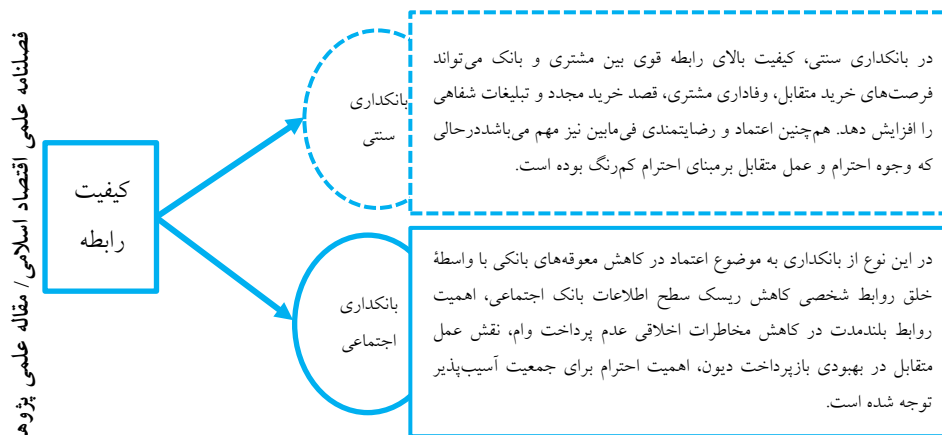 فصلنامه علمی اقتصاد اسلامی/ مقاله علمی
کیفیت
رابطه
بانکداری
سنتی
در بانکداری سنتی، کیفیت بالای رابطه قوی بین مشتری و بانک می‌تواند
فرصت‌های خرید متقابل، وفاداری مشتری، قصد خرید مجدد و تبلیغات شفاهی
را افزایش دهد. هم‌چنین اعتماد و رضایتمندی فی‌مابین نیز مهم می‌باشددرحالی
که وجوه احترام و عمل متقابل برمبنای احترام کم‌رنگ بوده است.
بانکداری
اجتماعی
در این نوع از بانکداری به موضوع اعتماد در کاهش معوقه‌های بانکی با واسطهٔ
خلق روابط شخصی کاهش ریسک سطح اطلاعات بانک اجتماعی، اهمیت
روابط بلندمدت در کاهش مخاطرات اخلاقی عدم پرداخت وام، نقش عمل
متقابل در بهبودی بازپرداخت دیون، اهمیت احترام برای جمعیت آسیب‌پذیر
توجه شده است.